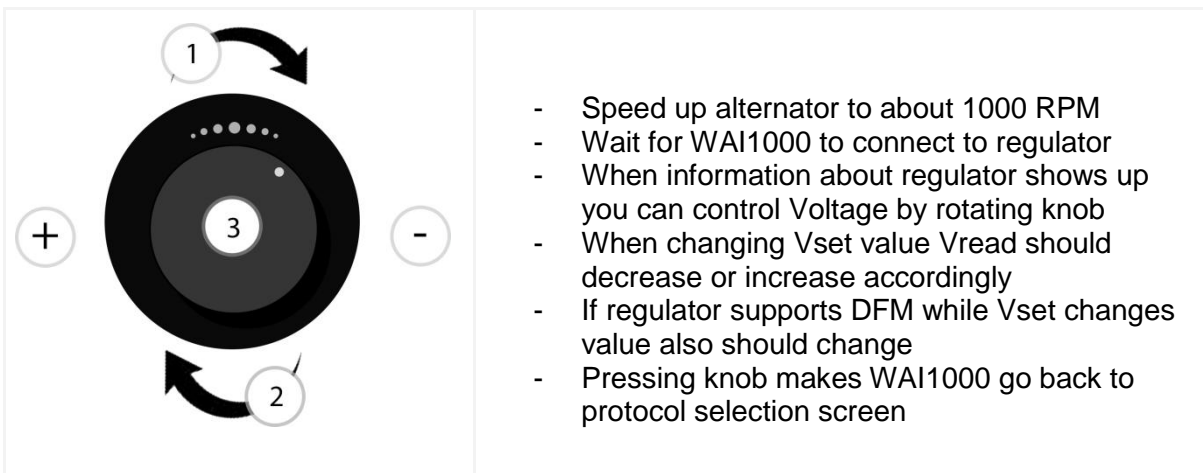 1
+
3
-
2
- Speed up alternator to about 1000 RPM
- Wait for WAI1000 to connect to regulator
- When information about regulator shows up
you can control Voltage by rotating knob
- When changing Vset value Vread should
decrease or increase accordingly
- If regulator supports DFM while Vset changes
value also should change
- Pressing knob makes WAI1000 go back to
protocol selection screen